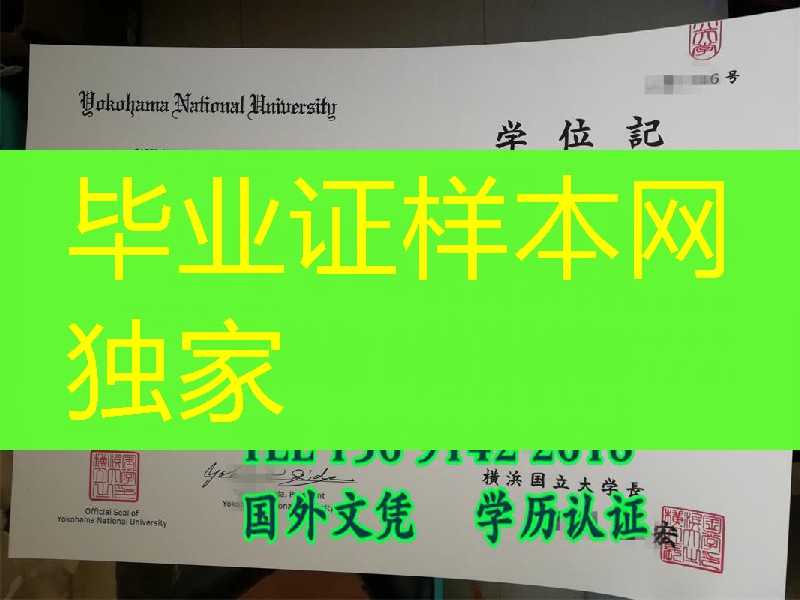 6号
Yokohama National University
学位記
毕业证样本网
独家
横浜国立大学長
Official Seal of
Yokohama National University
国外文凭 学历认证
宏